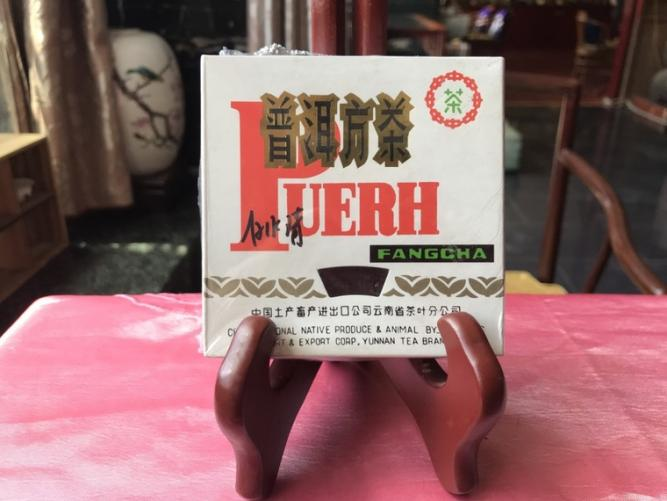 茶
普洱方茶
PUERH
FANGCHA
中国土产畜产进出口公司云南省茶叶分公司
NATIVE PRODUCE & ANIMAL
& EXPORT CORP., YUNNAN TEA